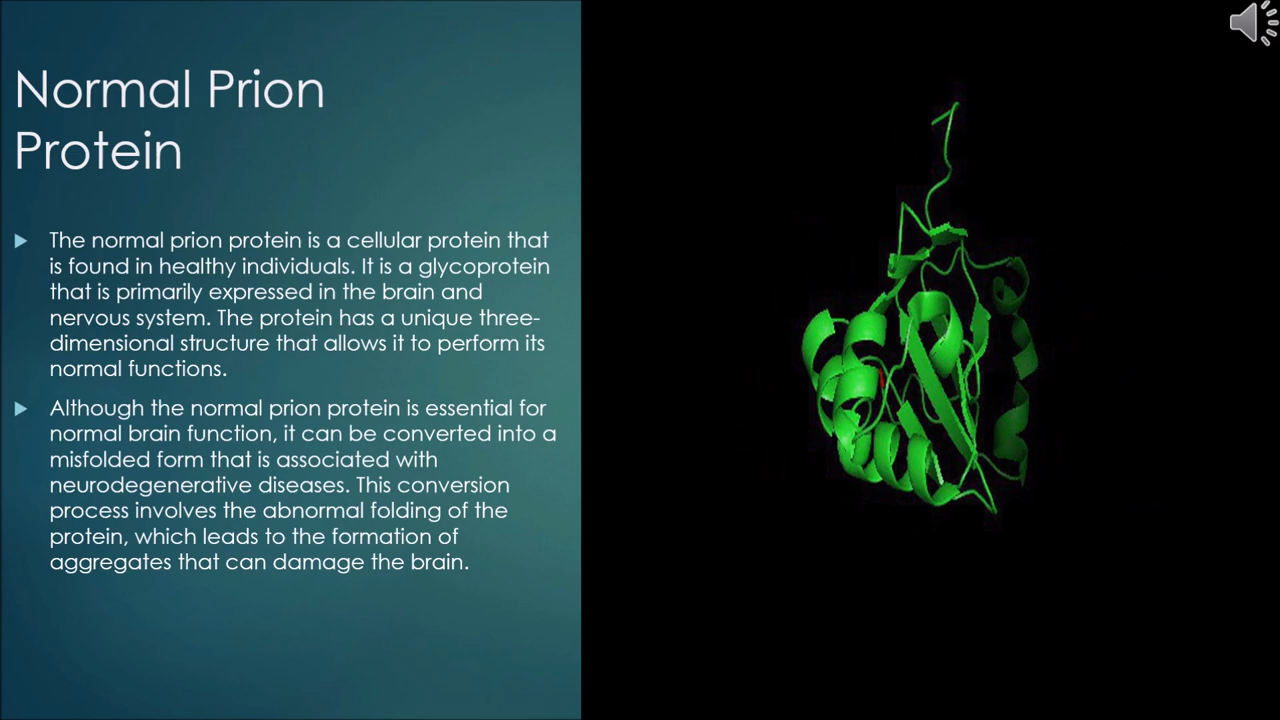 Normal Prion
Protein
The normal prion protein is a cellular protein that
is found in healthy individuals. It is a glycoprotein
that is primarily expressed in the brain and
nervous system. The protein has a unique three-
dimensional structure that allows it to perform its
normal functions.
Although the normal prion protein is essential for
normal brain function, it can be converted into a
misfolded form that is associated with
neurodegenerative diseases. This conversion
process involves the abnormal folding of the
protein, which leads to the formation of
aggregates that can damage the brain.